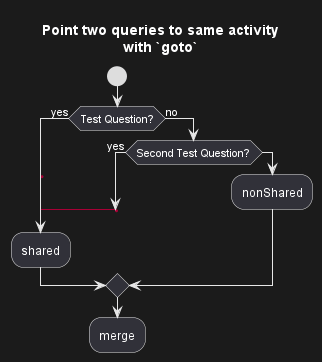 Point two queries to same activity
with `goto`
yes
Test Question?
no
yes
Second Test Question?
nonShared
shared
merge